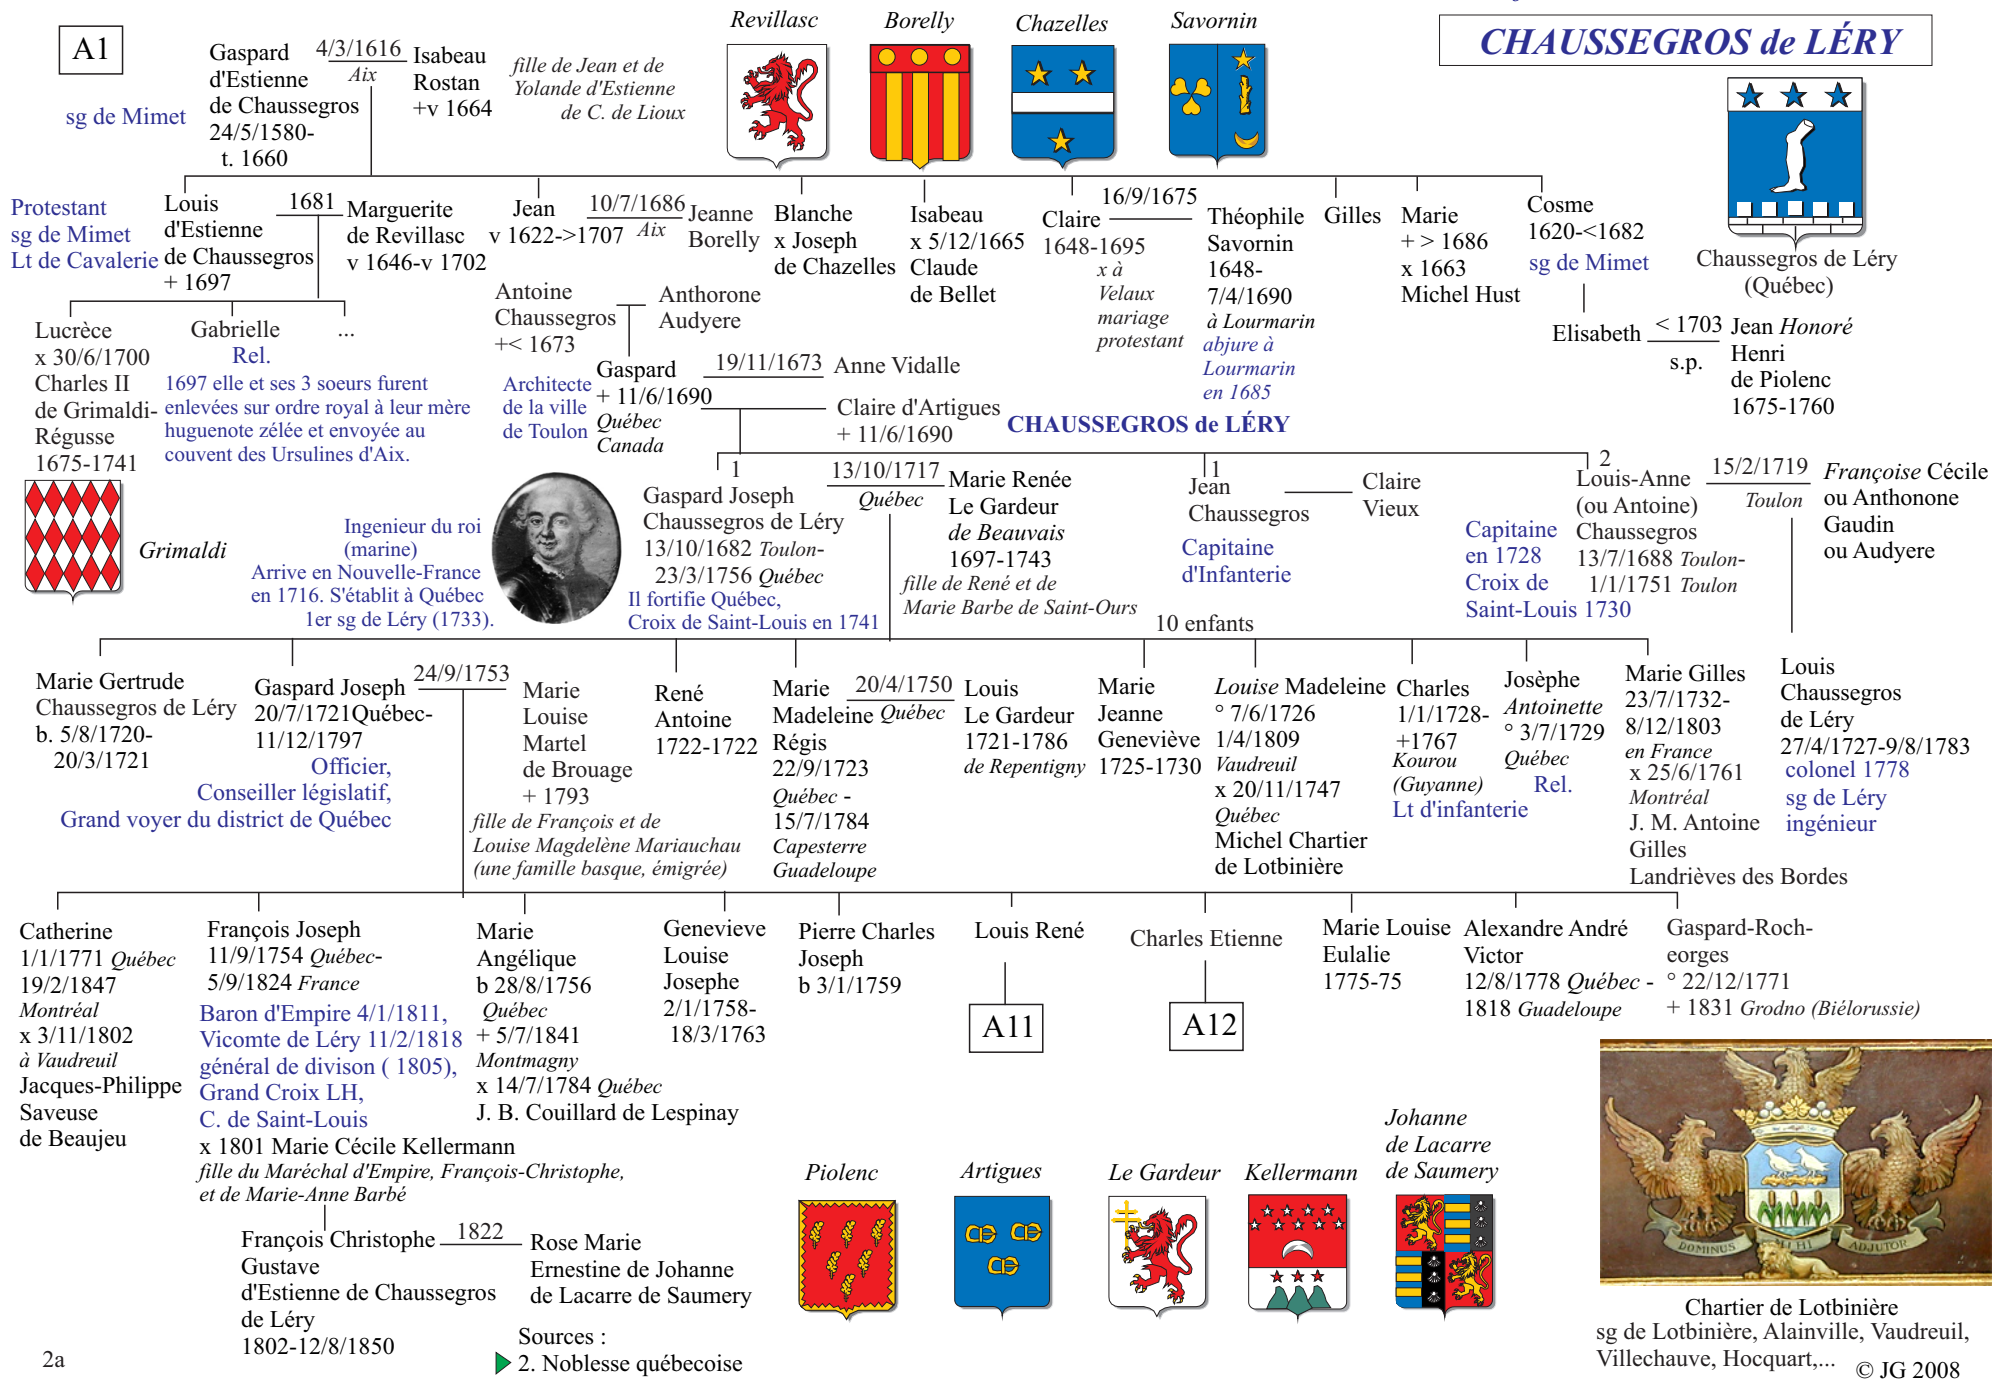 CHAUSSEGROS de LÉRY
A1
Revillasc
Borelly
Chazelles
Savornin
sg de Mimet
Gaspard
d'Estienne
de Chaussegros
24/5/1580-
t. 1660
4/3/1616
Aix
Isabeau
Rostan
+v 1664
fille de Jean et de
Yolande d'Estienne
de C. de Lioux
Chaussegros de Léry
(Québec)
Protestant
sg de Mimet
Lt de Cavalerie
Louis
d'Estienne
de Chaussegros
+ 1697
1681
Marguerite
de Revillasc
v 1646-v 1702
Jean
v 1622->1707
10/7/1686
Aix
Jeanne
Borelly
Blanche
x Joseph
de Chazelles
Isabeau
x 5/12/1665
Claude
de Bellet
Claire
1648-1695
x à
Velaux
mariage
protestant
16/9/1675
Théophile
Savornin
1648-
7/4/1690
à Lourmarin
abjure à
Lourmarin
en 1685
Gilles
Marie
+ > 1686
x 1663
Michel Hust
Cosme
1620-<1682
sg de Mimet
Elisabeth
< 1703
s.p.
Jean Honoré
Henri
de Piolenc
1675-1760
Lucrèce
x 30/6/1700
Charles II
de Grimaldi-
Régusse
1675-1741
Grimaldi
Gabrielle
Rel.
...
1697 elle et ses 3 soeurs furent
enlevées sur ordre royal à leur mère
huguenote zélée et envoyée au
couvent des Ursulines d'Aix.
Antoine
Chaussegros
+< 1673
Anthorone
Audyere
Architecte
de la ville
de Toulon
Gaspard
+ 11/6/1690
Québec
Canada
19/11/1673
Anne Vidalle
Claire d'Artigues
+ 11/6/1690
CHAUSSEGROS de LÉRY
Ingenieur du roi
(marine)
Arrive en Nouvelle-France
en 1716. S'établit à Québec
1er sg de Léry (1733).
1
Gaspard Joseph
Chaussegros de Léry
13/10/1682 Toulon-
23/3/1756 Québec
Il fortifie Québec,
Croix de Saint-Louis en 1741
13/10/1717
Québec
Marie Renée
Le Gardeur
de Beauvais
1697-1743
fille de René et de
Marie Barbe de Saint-Ours
1
Jean
Chaussegros
Capitaine
d'Infanterie
Claire
Vieux
Capitaine
en 1728
Croix de
Saint-Louis 1730
2
Louis-Anne
(ou Antoine)
Chaussegros
13/7/1688 Toulon-
1/1/1751 Toulon
15/2/1719
Toulon
Françoise Cécile
ou Anthonone
Gaudin
ou Audyere
10 enfants
Marie Gertrude
Chaussegros de Léry
b. 5/8/1720-
20/3/1721
Gaspard Joseph
20/7/1721Québec-
11/12/1797
Officier,
Conseiller législatif,
Grand voyer du district de Québec
24/9/1753
Marie
Louise
Martel
de Brouage
+ 1793
fille de François et de
Louise Magdelène Mariauchau
(une famille basque, émigrée)
René
Antoine
1722-1722
Marie
Madeleine
Régis
22/9/1723
Québec -
15/7/1784
Capesterre
Guadeloupe
20/4/1750
Québec
Louis
Le Gardeur
1721-1786
de Repentigny
Marie
Jeanne
Geneviève
1725-1730
Louise Madeleine
° 7/6/1726
1/4/1809
Vaudreuil
x 20/11/1747
Québec
Michel Chartier
de Lotbinière
Charles
1/1/1728-
+1767
Kourou
(Guyanne)
Lt d'infanterie
Josèphe
Antoinette
° 3/7/1729
Québec
Rel.
Marie Gilles
23/7/1732-
8/12/1803
en France
x 25/6/1761
Montréal
J. M. Antoine
Gilles
Landrièves des Bordes
Louis
Chaussegros
de Léry
27/4/1727-9/8/1783
colonel 1778
sg de Léry
ingénieur
Catherine
1/1/1771 Québec
19/2/1847
Montréal
x 3/11/1802
à Vaudreuil
Jacques-Philippe
Saveuse
de Beaujeu
François Joseph
11/9/1754 Québec-
5/9/1824 France
Baron d'Empire 4/1/1811,
Vicomte de Léry 11/2/1818
général de divison ( 1805),
Grand Croix LH,
C. de Saint-Louis
x 1801 Marie Cécile Kellermann
fille du Maréchal d'Empire, François-Christophe,
et de Marie-Anne Barbé
Marie
Angélique
b 28/8/1756
Québec
+ 5/7/1841
Montmagny
x 14/7/1784 Québec
J. B. Couillard de Lespinay
Genevieve
Louise
Josephe
2/1/1758-
18/3/1763
Pierre Charles
Joseph
b 3/1/1759
Louis René
A11
Charles Etienne
A12
Marie Louise
Eulalie
1775-75
Alexandre André
Victor
12/8/1778 Québec -
1818 Guadeloupe
Gaspard-Roch-
eorges
° 22/12/1771
+ 1831 Grodno (Biélorussie)
François Christophe
Gustave
d'Estienne de Chaussegros
de Léry
1802-12/8/1850
1822
Rose Marie
Ernestine de Johanne
de Lacarre de Saumery
Piolenc
Artigues
Le Gardeur
Kellermann
Johanne
de Lacarre
de Saumery
DOMINUS MIHI ADJUTOR
Chartier de Lotbinière
sg de Lotbinière, Alainville, Vaudreuil,
Villechauve, Hocquart,...
© JG 2008
Sources :
2. Noblesse québecoise
2a